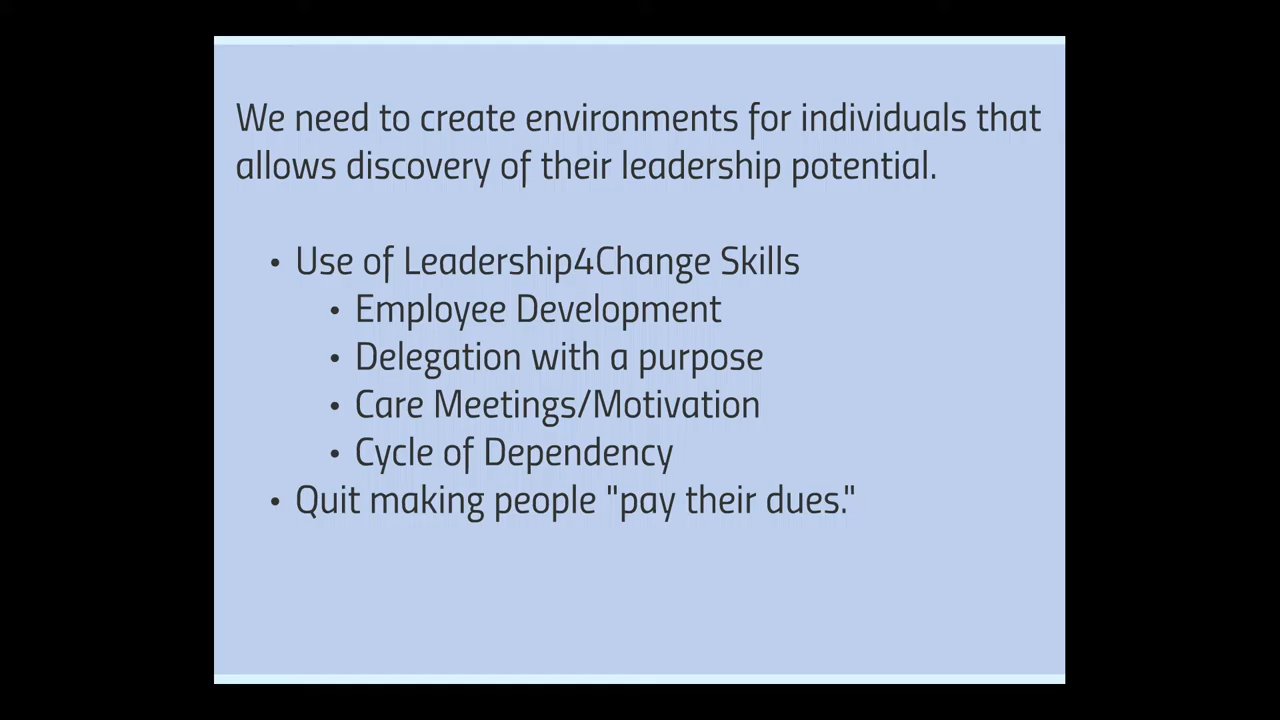 We need to create environments for individuals that
allows discovery of their leadership potential.
• Use of Leadership4Change Skills
• Employee Development
• Delegation with a purpose
• Care Meetings/Motivation
• Cycle of Dependency
• Quit making people "pay their dues."